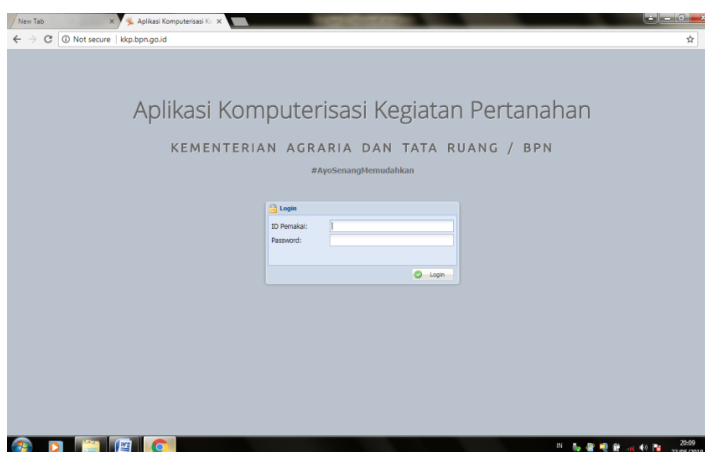 New Tab
Aplikasi Komputerisasi Ke
Not secure | kkp.bpn.go.id
Aplikasi Komputerisasi Kegiatan Pertanahan
KEMENTERIAN AGRARIA DAN TATA RUANG / BPN
#AyoSenangMemudahkan
Login
ID Pemakai:
Password:
Login
IN
20:09